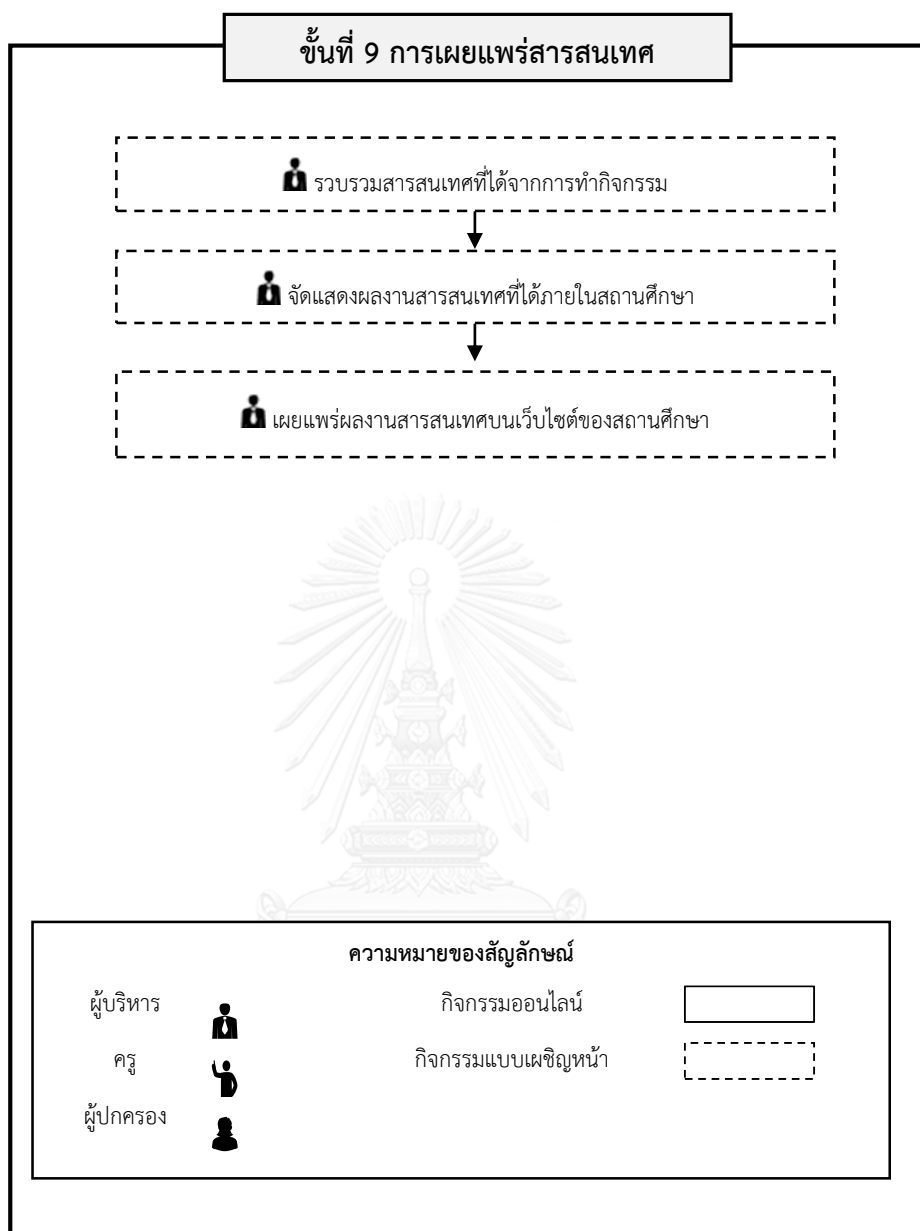 ขั้นที่ 9 การเผยแพร่สารสนเทศ
รวบรวมสารสนเทศที่ได้จากการทำกิจกรรม
จัดแสดงผลงานสารสนเทศที่ได้ภายในสถานศึกษา
เผยแพร่ผลงานสารสนเทศบนเว็บไซต์ของสถานศึกษา
ความหมายของสัญลักษณ์
ผู้บริหาร กิจกรรมออนไลน์
ครู กิจกรรมแบบเผชิญหน้า
ผู้ปกครอง